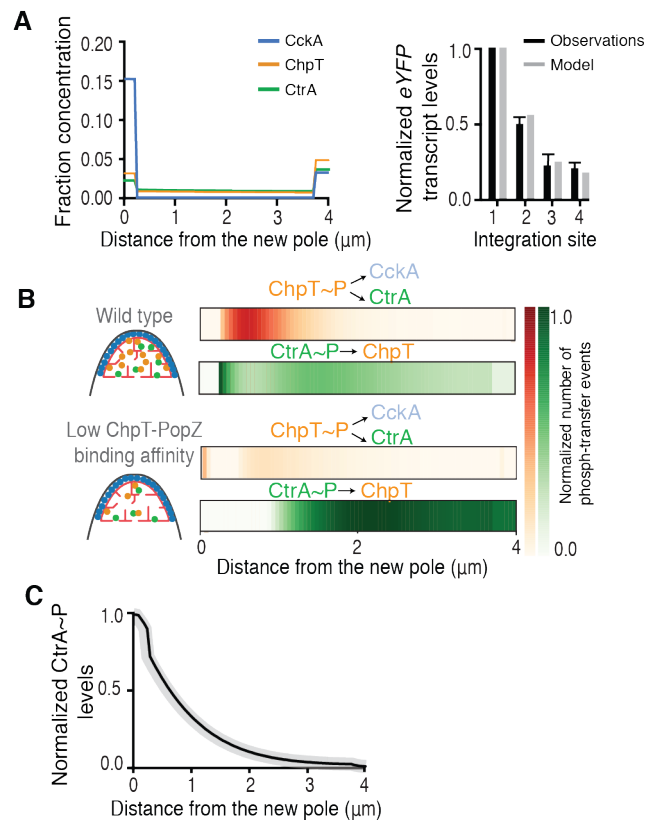 A
Fraction concentration
0.20
0.15
0.10
0.05
0.00
CckA
ChpT
CtrA
0
1
2
3
4
Distance from the new pole (μm)
Normalized eYFP
transcript levels
1.0
0.5
0.0
Observations
Model
1
2
3
4
Integration site
B
Wild type
ChpT~P
CckA
CtrA
CtrA~P
ChpT
Low ChpT-PopZ
binding affinity
ChpT~P
CckA
CtrA
CtrA~P
ChpT
0
2
4
Distance from the new pole (μm)
1.0
0.0
Normalized number of
phosph-transfer events
C
Normalized CtrA~P
levels
1.0
0.5
0.0
0
1
2
3
4
Distance from the new pole (μm)